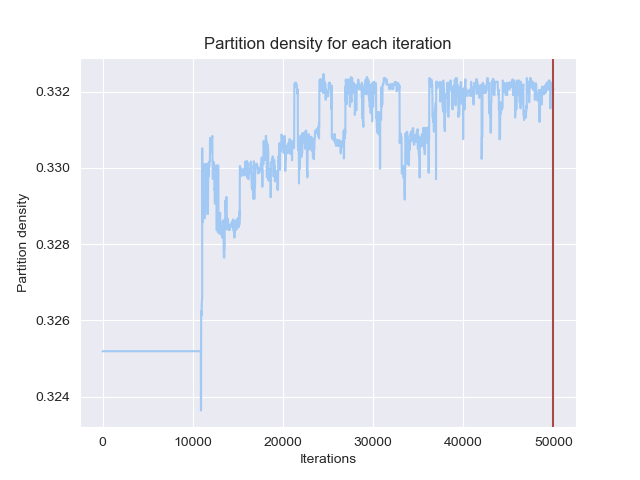 Partition density for each iteration
0.332
0.330
0.328
0.326
0.324
Partition density
0 10000 20000 30000 40000 50000
Iterations